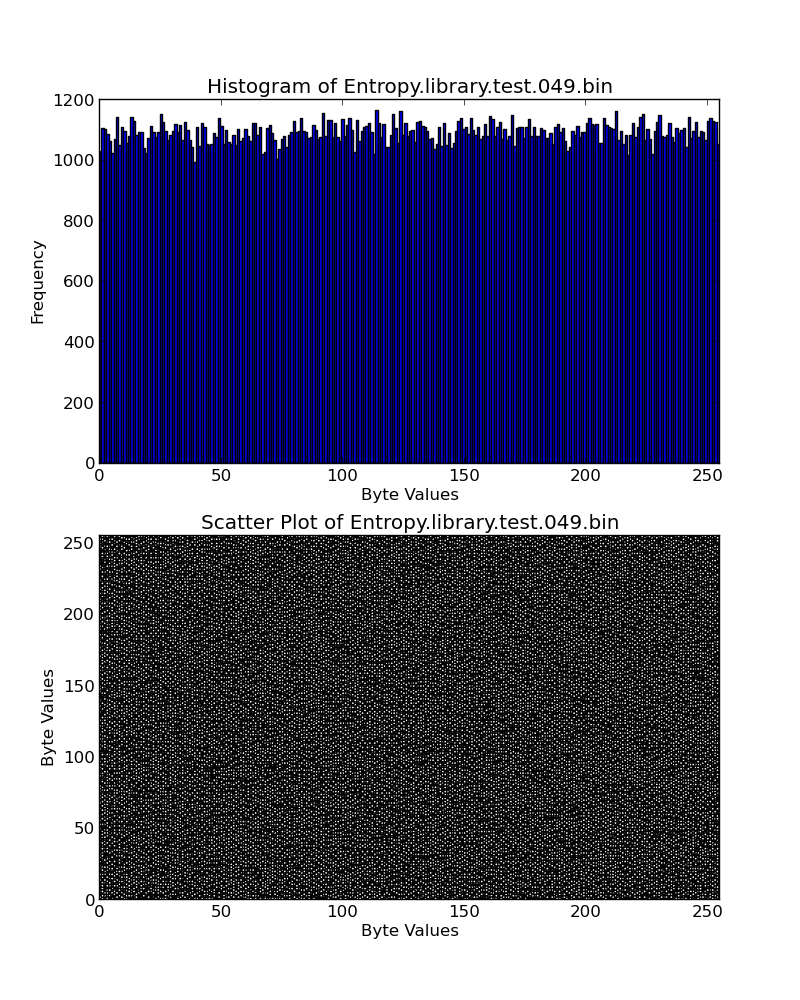 Histogram of Entropy.library.test.049.bin
1200
1000
800
600
400
200
0
Frequency
0 50 100 150 200 250
Byte Values
Scatter Plot of Entropy.library.test.049.bin
250
200
150
100
50
0
Byte Values
0 50 100 150 200 250
Byte Values